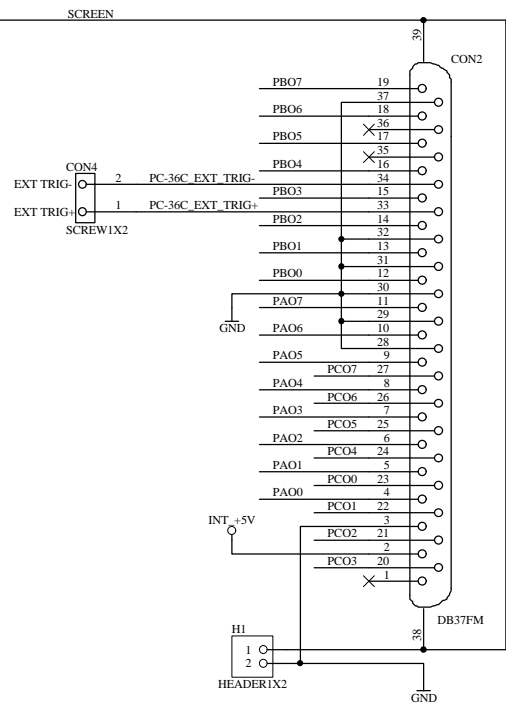 SCREEN
39
CON2
PBO7 19
37
PBO6 18
36
PBO5 17
35
PBO4 16
CON4
EXT TRIG- 2 PC-36C_EXT_TRIG- 34
PBO3 15
EXT TRIG+ 1 PC-36C_EXT_TRIG+ 33
SCREW1X2
PBO2 14
32
PBO1 13
31
PBO0 12
30
PAO7 11
GND
29
PAO6 10
28
PAO5 9
PCO7 27
PAO4 8
PCO6 26
PAO3 7
PCO5 25
PAO2 6
PCO4 24
PAO1 5
PCO0 23
PAO0 4
PCO1 22
INT_+5V
3
PCO2 21
2
PCO3 20
1
DB37FM
38
H1
1
2
HEADER1X2
GND